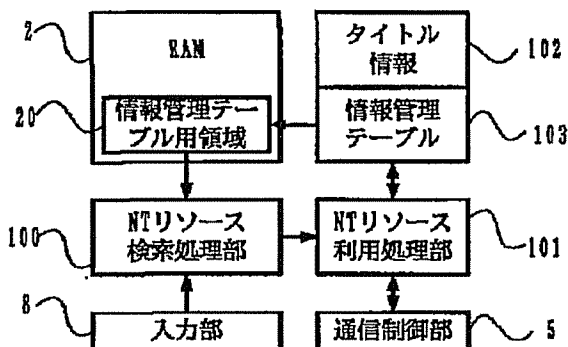 2
RAM
タイトル
情報
102
20
情報管理テー
ブル用領域
情報管理
テーブル
103
100
NTリソース
検索処理部
NTリソース
利用処理部
101
8
入力部
通信制御部
5